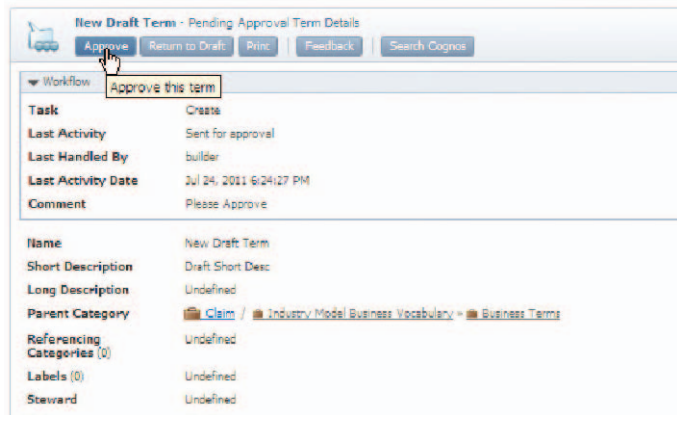 New Draft Term - Pending Approval Term Details
Approve Return to Draft Print Feedback Search Cognos
Workflow
Approve this term
Task Create
Last Activity Sent for approval
Last Handled By builder
Last Activity Date Jul 24, 2011 6:24:27 PM
Comment Please Approve
Name New Draft Term
Short Description Draft Short Desc
Long Description Undefined
Parent Category Claim / Industry Model Business Vocabulary » Business Terms
Referencing Undefined
Categories (0)
Labels (0) Undefined
Steward Undefined